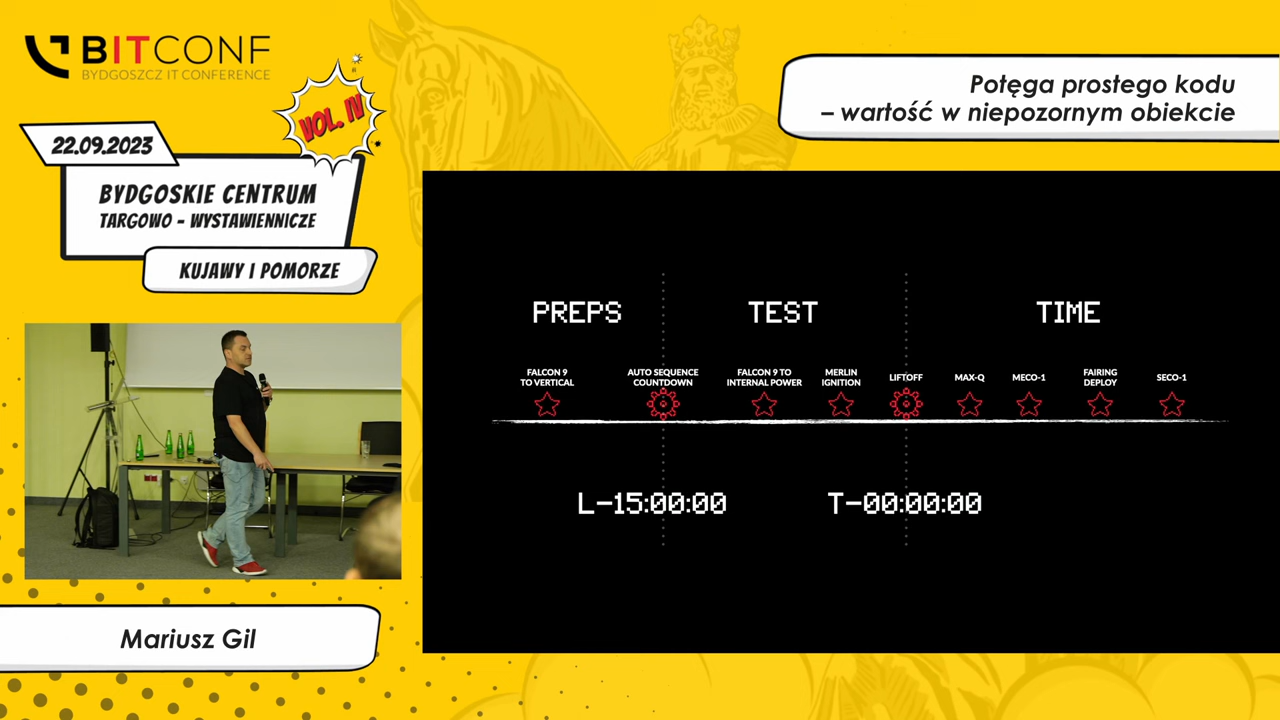 BITCONF
BYDGOSZCZ IT CONFERENCE
VOL. IV
22.09.2023
BYDGOSKIE CENTRUM
TARGOWO - WYSTAWIENNICZE
KUJAWY I POMORZE
Potęga prostego kodu
– wartość w niepozornym obiekcie
PREPS
TEST
TIME
FALCON 9
TO VERTICAL
AUTO SEQUENCE
COUNTDOWN
FALCON 9 TO
INTERNAL POWER
MERLIN
IGNITION
LIFTOFF
MAX-Q
MECO-1
FAIRING
DEPLOY
SECO-1
L-15:00:00
T-00:00:00
Mariusz Gil